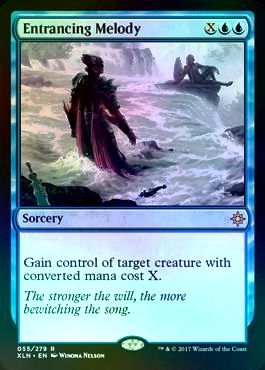 Entrancing Melody X
Sorcery
Gain control of target creature with
converted mana cost X.
The stronger the will, the more
bewitching the song.
055/279 R
XLN • EN Winona Nelson ™ & © 2017 Wizards of the Coast